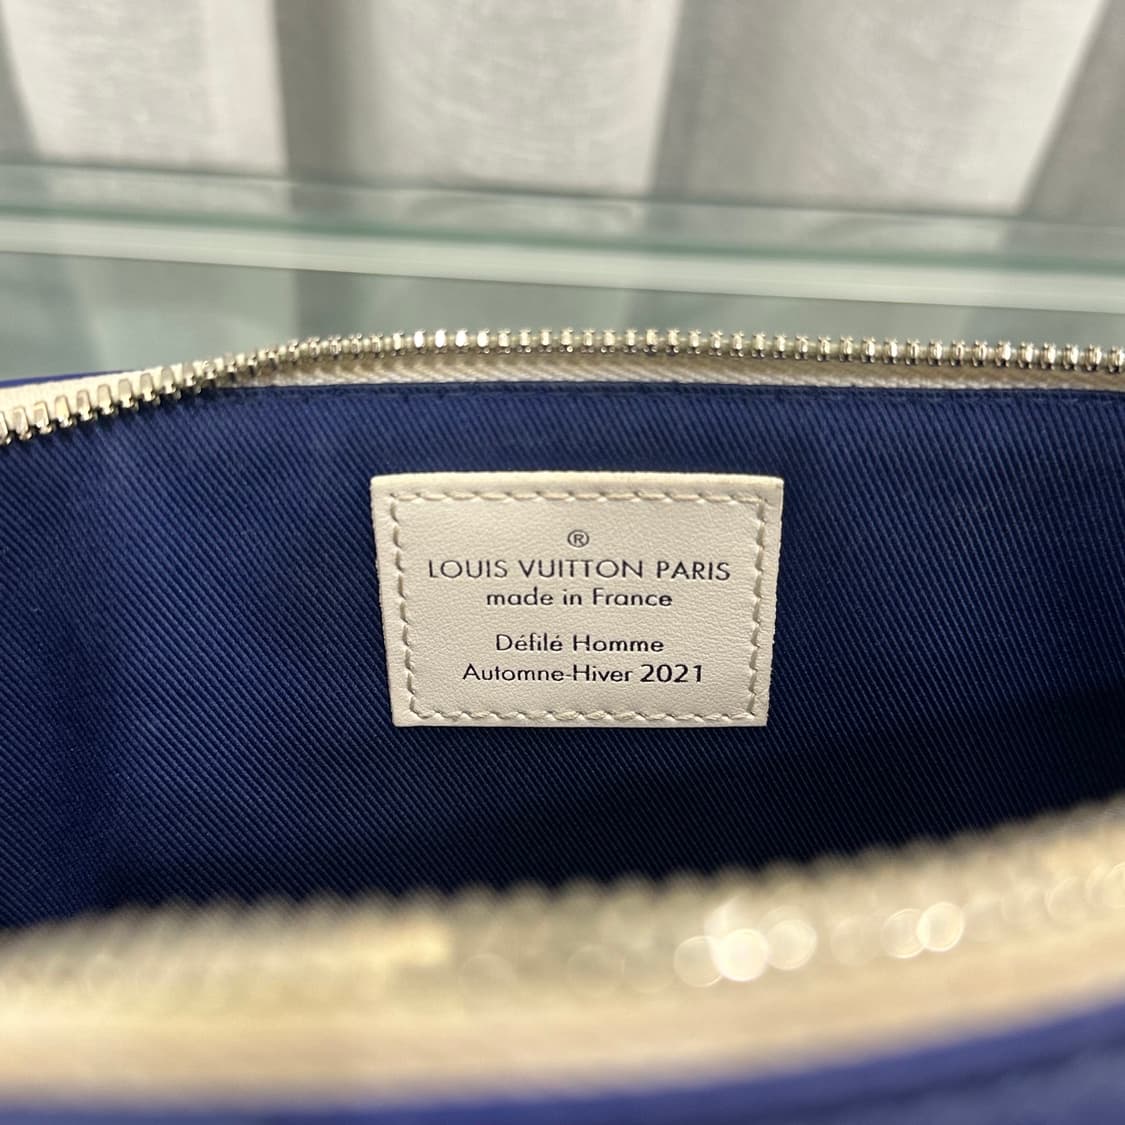 ®
LOUIS VUITTON PARIS
made in France
Défilé Homme
Automne-Hiver 2021